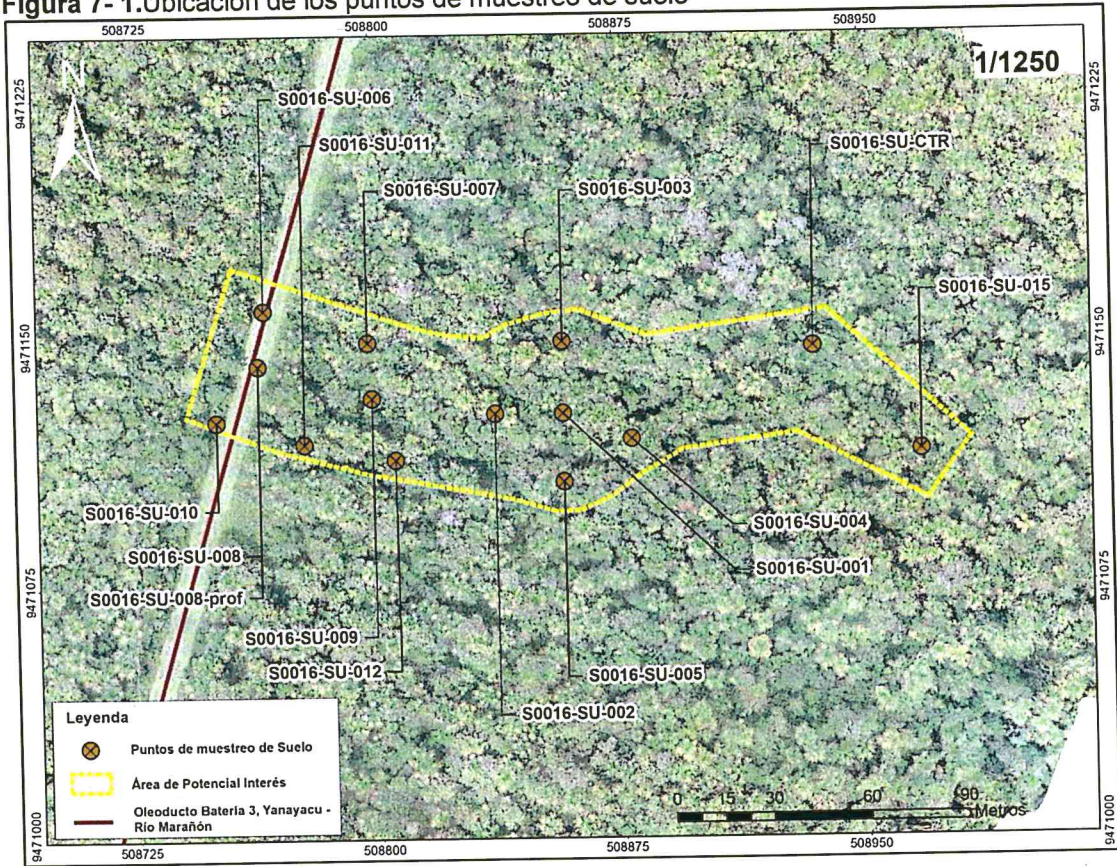 Figura 7- 1.Ubicación de los puntos de muestreo de suelo
508725 508800 508875 508950
1/1250
9471225 9471225
N
S0016-SU-006
S0016-SU-011
S0016-SU-CTR
S0016-SU-007
S0016-SU-003
S0016-SU-015
9471150 9471150
S0016-SU-010
S0016-SU-004
S0016-SU-008
S0016-SU-001
S0016-SU-008-prof
9471075 9471075
S0016-SU-009
S0016-SU-012
S0016-SU-005
S0016-SU-002
Leyenda
Puntos de muestreo de Suelo
Área de Potencial Interés
Oleoducto Bateria 3, Yanayacu -
Río Marañón
0 15 30 60 90
Metros
9471000 9471000
508725 508800 508875 508950